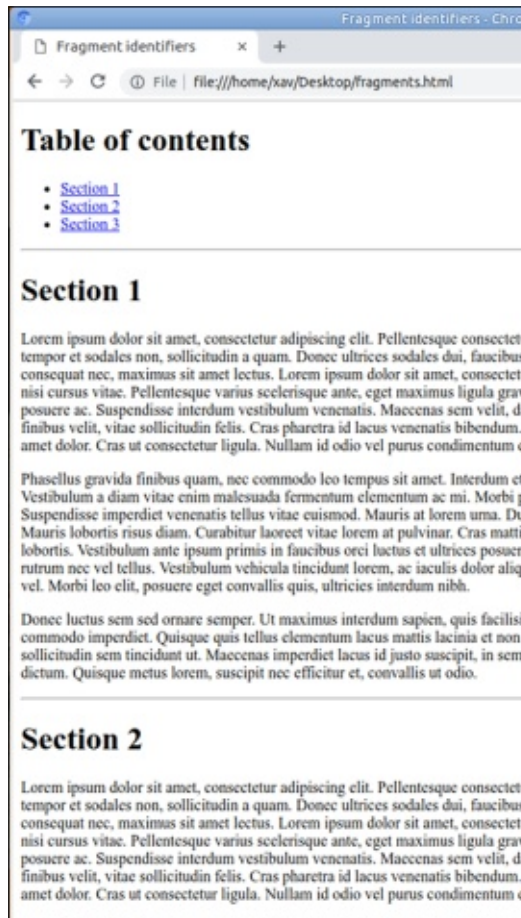 Fragment identifiers - Chro
Fragment identifiers × +
File | file:///home/xav/Desktop/fragments.html
Table of contents
• Section 1
• Section 2
• Section 3
Section 1
Lorem ipsum dolor sit amet, consectetur adipiscing elit. Pellentesque consectet
tempor et sodales non, sollicitudin a quam. Donec ultrices sodales dui, faucibus
consequat nec, maximus sit amet lectus. Lorem ipsum dolor sit amet, consectet
nisi cursus vitae. Pellentesque varius scelerisque ante, eget maximus ligula grav
posuere ac. Suspendisse interdum vestibulum venenatis. Maecenas sem velit, d
finibus velit, vitae sollicitudin felis. Cras pharetra id lacus venenatis bibendum.
amet dolor. Cras ut consectetur ligula. Nullam id odio vel purus condimentum
Phasellus gravida finibus quam, nec commodo leo tempus sit amet. Interdum et
Vestibulum a diam vitae enim malesuada fermentum elementum ac mi. Morbi p
Suspendisse imperdiet venenatis tellus vitae euismod. Mauris at lorem urna. Du
Mauris lobortis risus diam. Curabitur laoreet vitae lorem at pulvinar. Cras matti
lobortis. Vestibulum ante ipsum primis in faucibus orci luctus et ultrices posuer
rutrum nec vel tellus. Vestibulum vehicula tincidunt lorem, ac iaculis dolor aliq
vel. Morbi leo elit, posuere eget convallis quis, ultricies interdum nibh.
Donec luctus sem sed ornare semper. Ut maximus interdum sapien, quis facilisi
commodo imperdiet. Quisque quis tellus elementum lacus mattis lacinia et non
sollicitudin sem tincidunt ut. Maecenas imperdiet lacus id justo suscipit, in sem
dictum. Quisque metus lorem, suscipit nec efficitur et, convallis ut odio.
Section 2
Lorem ipsum dolor sit amet, consectetur adipiscing elit. Pellentesque consectet
tempor et sodales non, sollicitudin a quam. Donec ultrices sodales dui, faucibus
consequat nec, maximus sit amet lectus. Lorem ipsum dolor sit amet, consectet
nisi cursus vitae. Pellentesque varius scelerisque ante, eget maximus ligula grav
posuere ac. Suspendisse interdum vestibulum venenatis. Maecenas sem velit, d
finibus velit, vitae sollicitudin felis. Cras pharetra id lacus venenatis bibendum.
amet dolor. Cras ut consectetur ligula. Nullam id odio vel purus condimentum